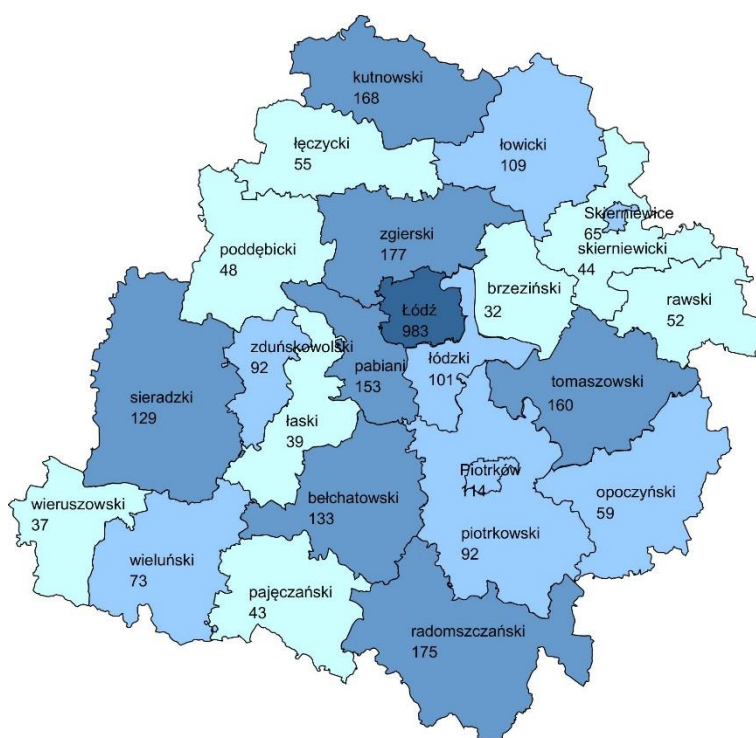 kutnowski
168
łęczycki
55
łowicki
109
Skierniewice
65
skierniewicki
44
zgierski
177
poddębicki
48
brzeziński
32
rawski
52
Łódź
983
zduńskowolski
92
pabiani
153
łódzki
101
tomaszowski
160
sieradzki
129
łaski
39
wieruszowski
37
bełchatowski
133
Piotrków
114
opoczyński
59
wieluński
73
piotrkowski
92
pajęczański
43
radomszczański
175